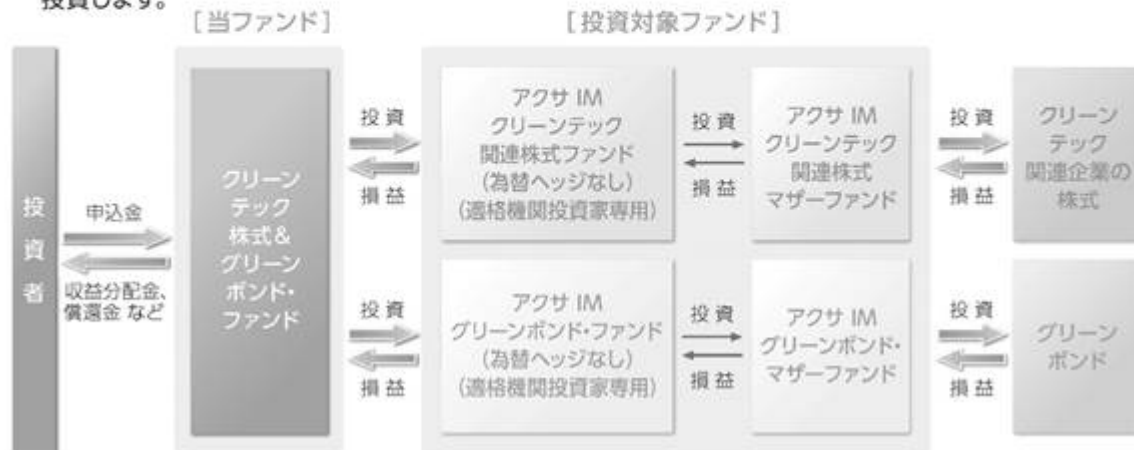 投資します。
[当ファンド]
[投資対象ファンド]
投資者
申込金
収益分配金、
償還金 など
クリーン
テック
株式&
グリーン
ボンド・
ファンド
投資
損益
アクサ IM
クリーンテック
関連株式ファンド
(為替ヘッジなし)
(適格機関投資家専用)
投資
損益
アクサ IM
クリーンテック
関連株式
マザーファンド
投資
損益
クリーン
テック
関連企業の
株式
投資
損益
アクサ IM
グリーンボンド・ファンド
(為替ヘッジなし)
(適格機関投資家専用)
投資
損益
アクサ IM
グリーンボンド・
マザーファンド
投資
損益
グリーン
ボンド